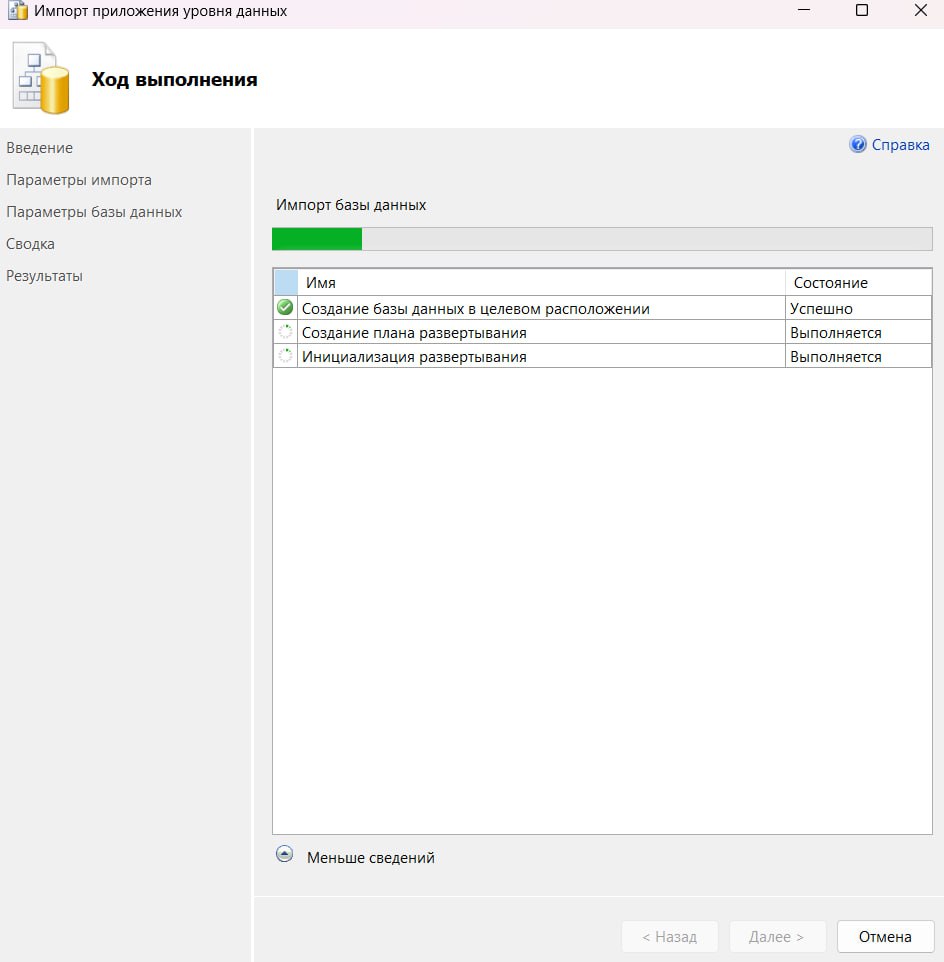 Импорт приложения уровня данных
Ход выполнения
Введение
Параметры импорта
Параметры базы данных
Сводка
Результаты
Справка
Импорт базы данных
Имя Состояние
Создание базы данных в целевом расположении Успешно
Создание плана развертывания Выполняется
Инициализация развертывания Выполняется
Меньше сведений
< Назад Далее > Отмена